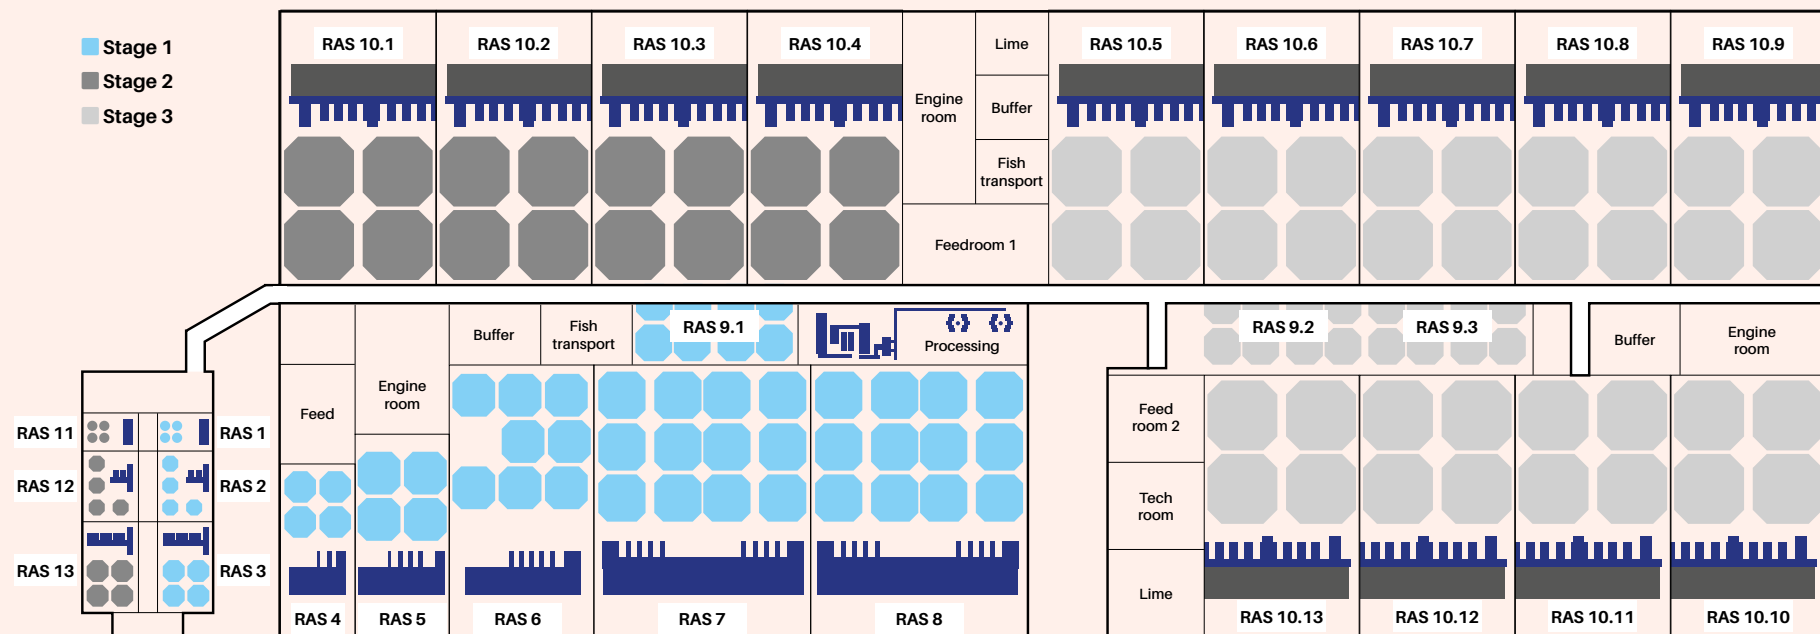 Stage 1
Stage 2
Stage 3
RAS 10.1
RAS 10.2
RAS 10.3
RAS 10.4
Engine
room
Lime
Buffer
Fish
transport
Feedroom 1
RAS 10.5
RAS 10.6
RAS 10.7
RAS 10.8
RAS 10.9
Buffer
Fish
transport
RAS 9.1
Processing
RAS 9.2
RAS 9.3
Buffer
Engine
room
Feed
Engine
room
RAS 11
RAS 1
RAS 12
RAS 2
RAS 13
RAS 3
Feed
room 2
Tech
room
Lime
RAS 4
RAS 5
RAS 6
RAS 7
RAS 8
RAS 10.13
RAS 10.12
RAS 10.11
RAS 10.10